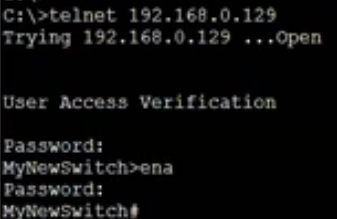 C:\>telnet 192.168.0.129
Trying 192.168.0.129 ...Open
User Access Verification
Password:
MyNewSwitch>ena
Password:
MyNewSwitch#